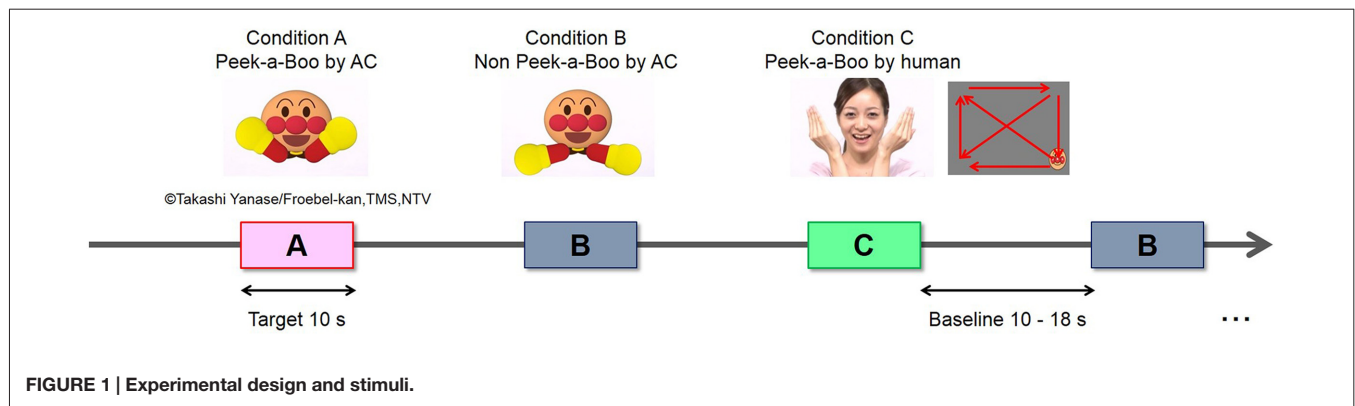 Condition A
Peek-a-Boo by AC
Condition B
Non Peek-a-Boo by AC
Condition C
Peek-a-Boo by human
©Takashi Yanase/Froebel-kan,TMS,NTV
A
B
C
B
Target 10 s
Baseline 10 - 18 s
...
FIGURE 1 | Experimental design and stimuli.